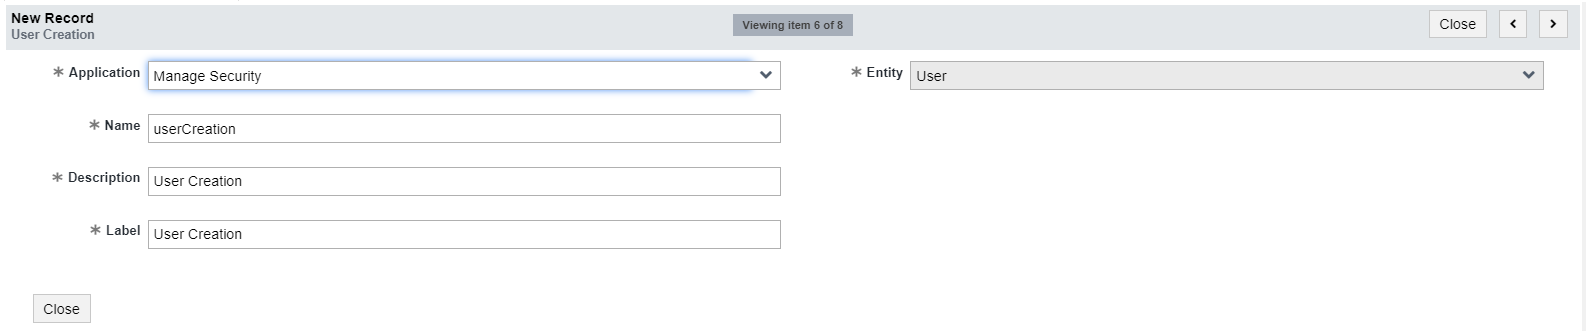 New Record
User Creation
Viewing item 6 of 8
Close < >
* Application Manage Security
* Entity User
* Name userCreation
* Description User Creation
* Label User Creation
Close